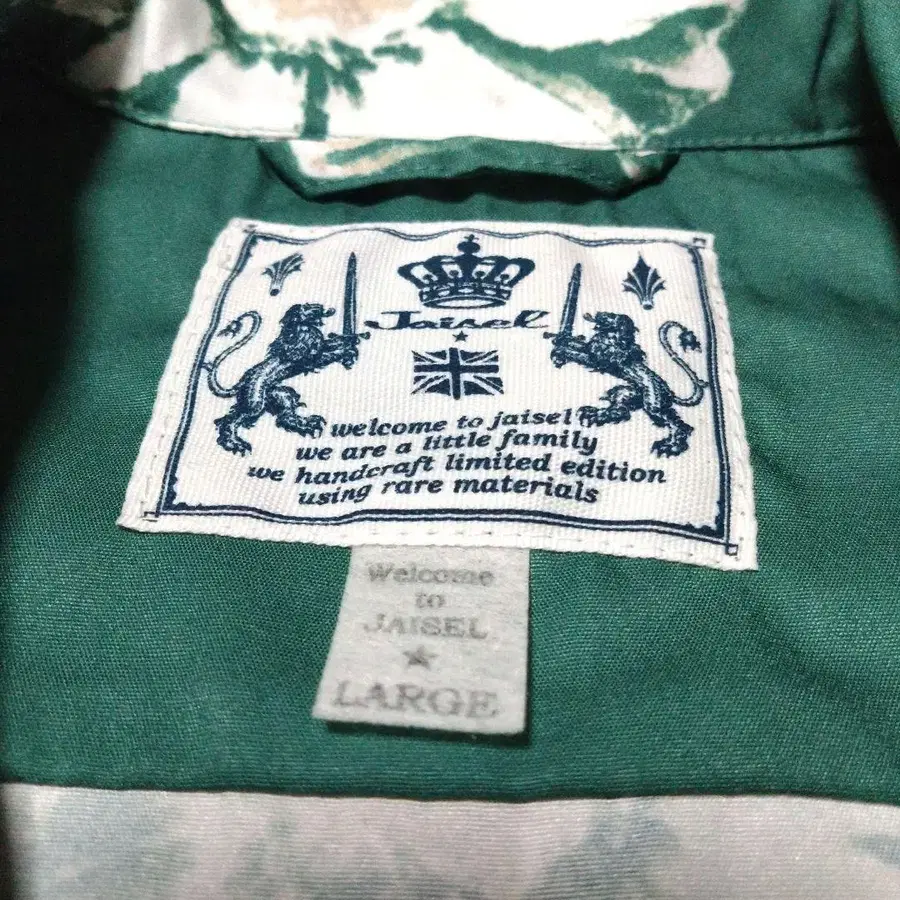 Jaisel
welcome to jaisel
we are a little family
we handcraft limited edition
using rare materials
Welcome
to
JAISEL
LARGE